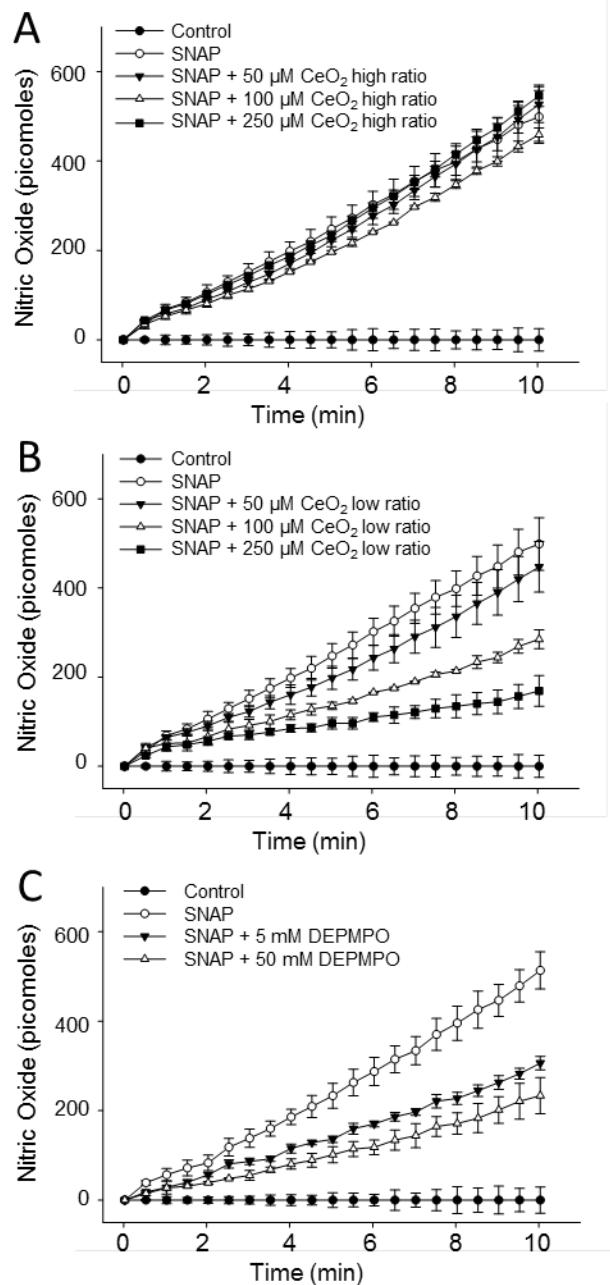 A
Control
SNAP
SNAP + 50 µM CeO₂ high ratio
SNAP + 100 µM CeO₂ high ratio
SNAP + 250 µM CeO₂ high ratio
Nitric Oxide (picomoles)
600
400
200
0
0 2 4 6 8 10
Time (min)
B
Control
SNAP
SNAP + 50 µM CeO₂ low ratio
SNAP + 100 µM CeO₂ low ratio
SNAP + 250 µM CeO₂ low ratio
Nitric Oxide (picomoles)
600
400
200
0
0 2 4 6 8 10
Time (min)
C
Control
SNAP
SNAP + 5 mM DEPMPO
SNAP + 50 mM DEPMPO
Nitric Oxide (picomoles)
600
400
200
0
0 2 4 6 8 10
Time (min)